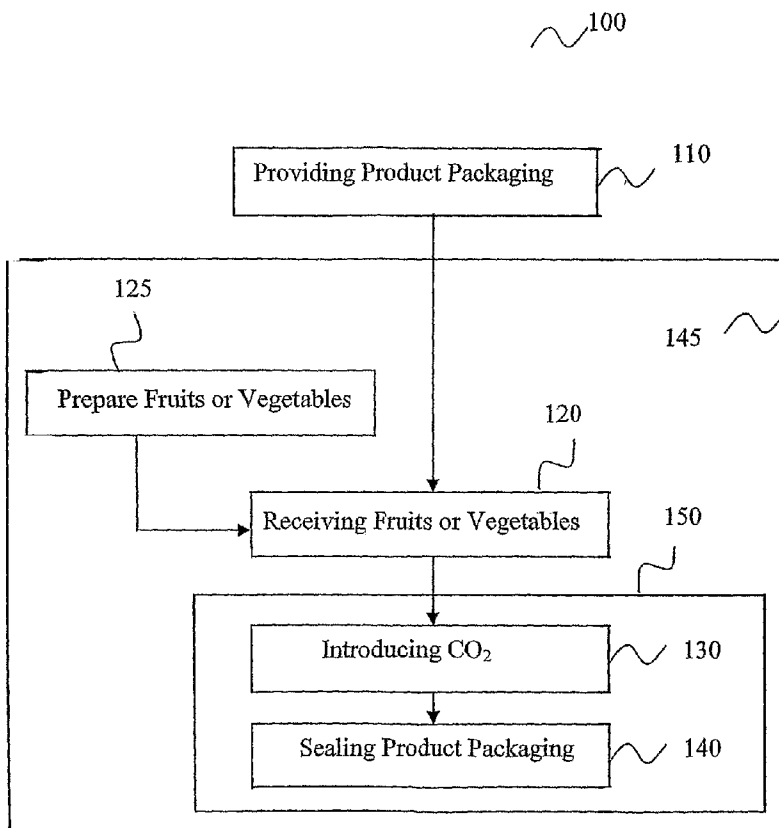 100
Providing Product Packaging
110
125
145
Prepare Fruits or Vegetables
120
Receiving Fruits or Vegetables
150
Introducing CO₂
130
Sealing Product Packaging
140